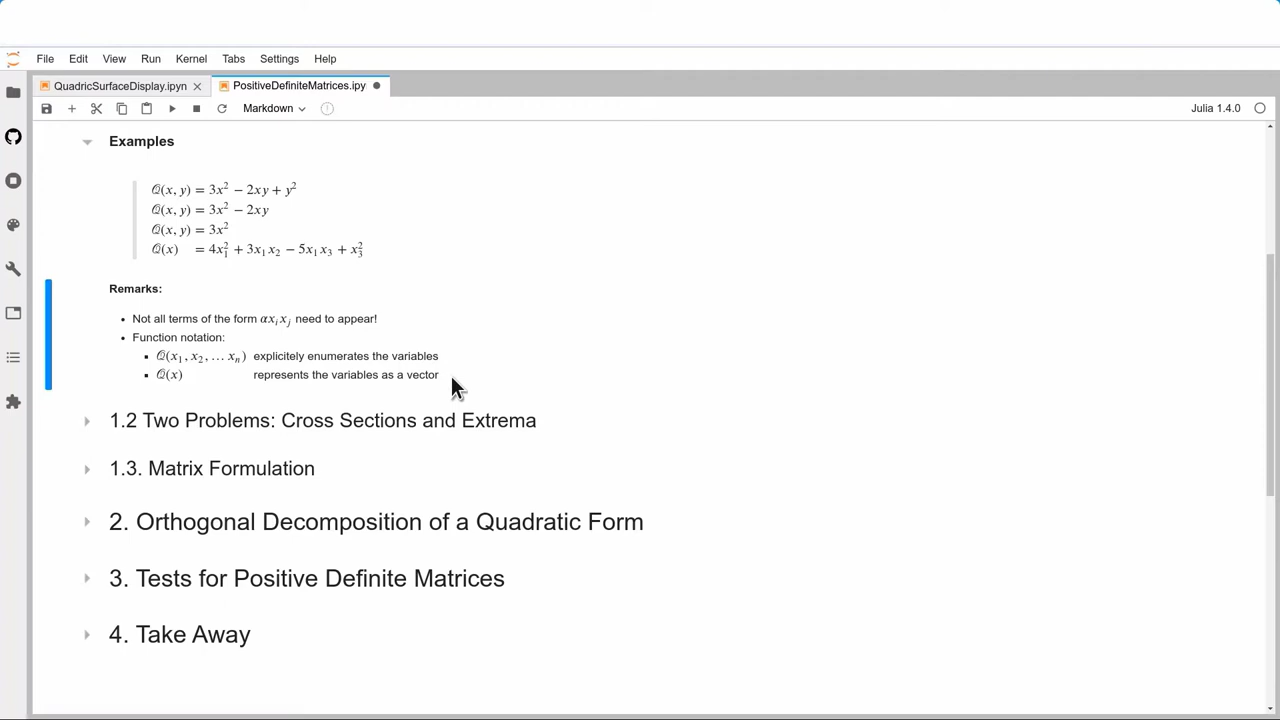 File Edit View Run Kernel Tabs Settings Help
QuadricSurfaceDisplay.ipyn PositiveDefiniteMatrices.ipy
Markdown Julia 1.4.0
Examples
𝒬(x, y) = 3x² − 2xy + y²
𝒬(x, y) = 3x² − 2xy
𝒬(x, y) = 3x²
𝒬(x) = 4x₁² + 3x₁x₂ − 5x₁x₃ + x₃²
Remarks:
• Not all terms of the form αxᵢxⱼ need to appear!
• Function notation:
▪ 𝒬(x₁, x₂, … xₙ) explicitely enumerates the variables
▪ 𝒬(x) represents the variables as a vector
1.2 Two Problems: Cross Sections and Extrema
1.3. Matrix Formulation
2. Orthogonal Decomposition of a Quadratic Form
3. Tests for Positive Definite Matrices
4. Take Away